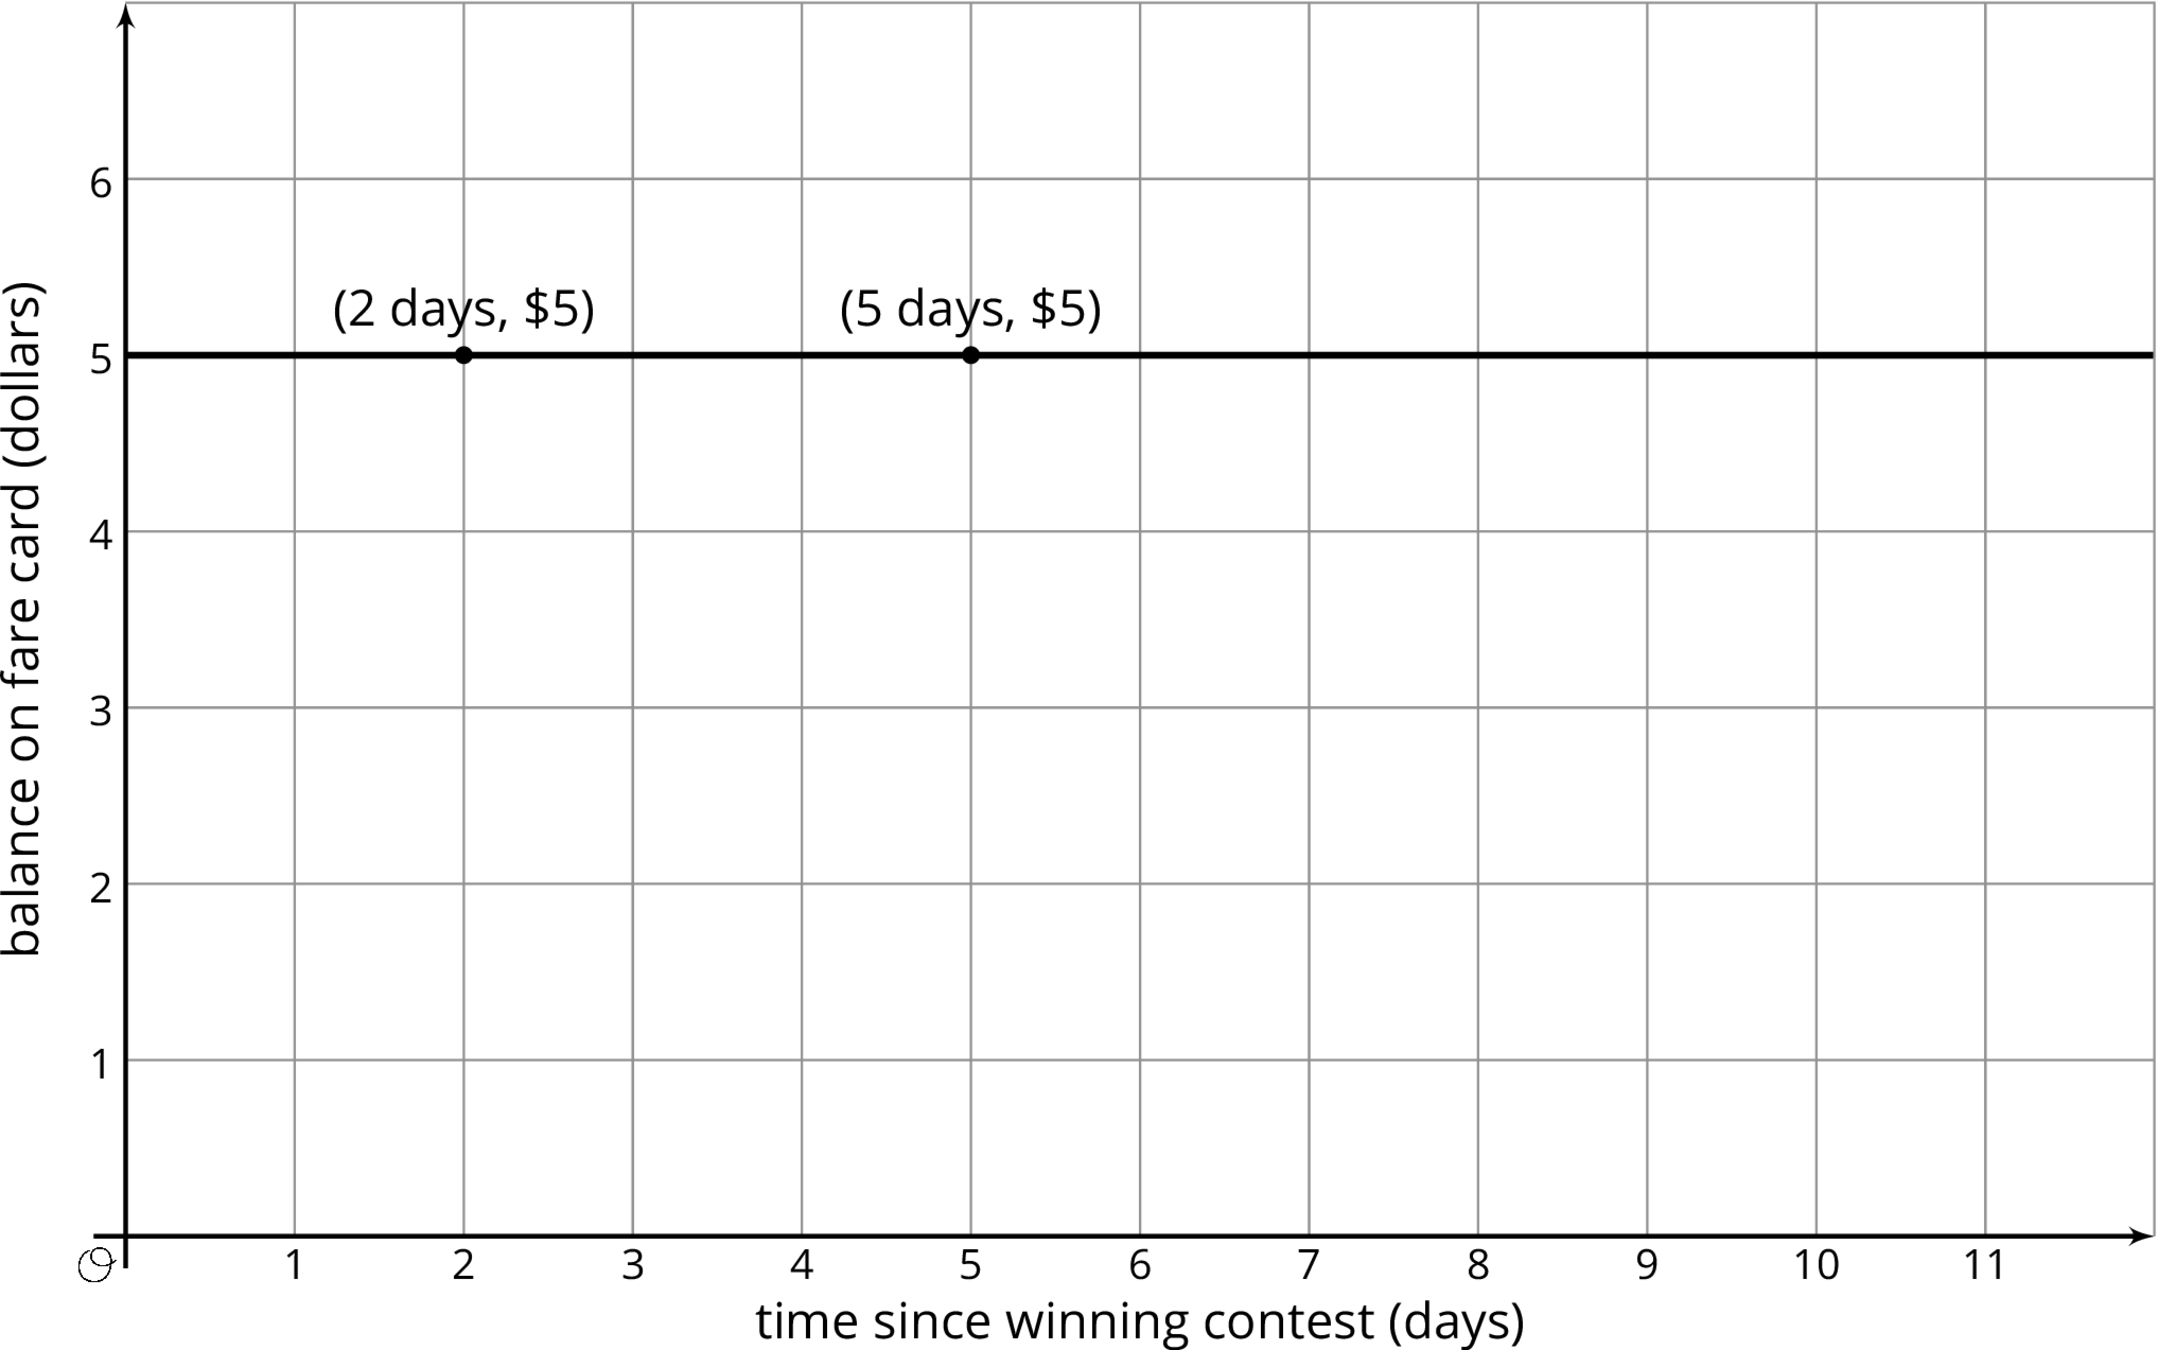 balance on fare card (dollars)
6
(2 days, $5) (5 days, $5)
5
4
3
2
1
O
1 2 3 4 5 6 7 8 9 10 11
time since winning contest (days)